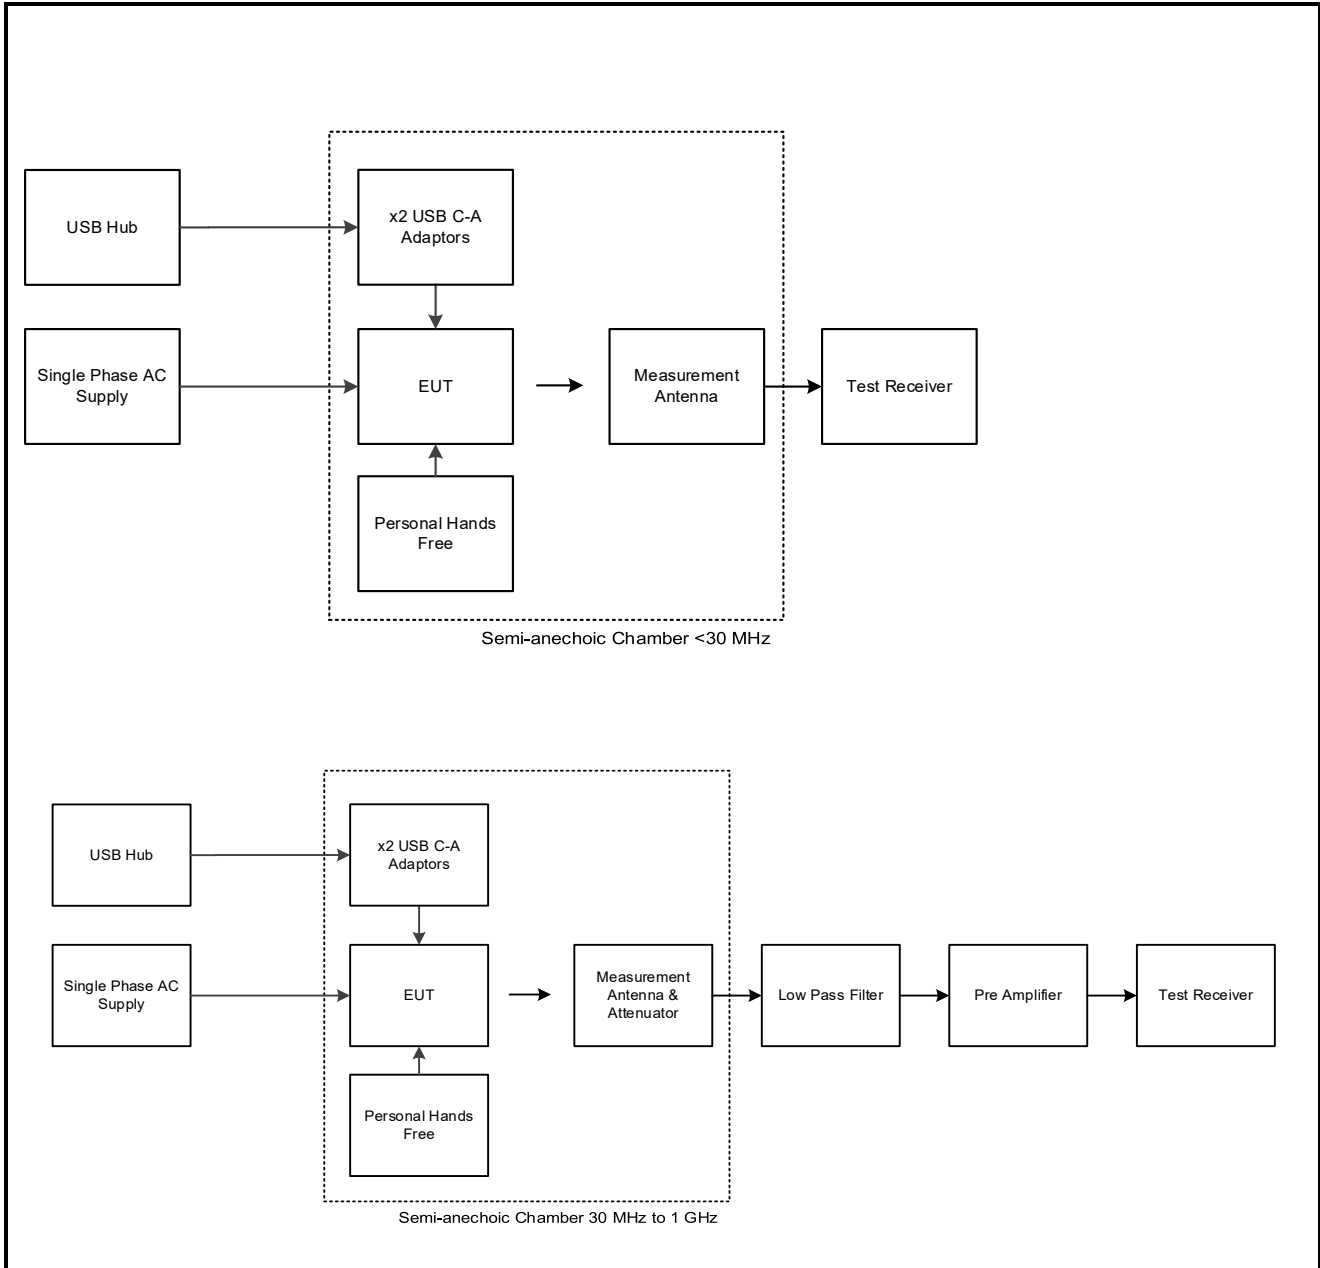 USB Hub
x2 USB C-A
Adaptors
Single Phase AC
Supply
EUT
Measurement
Antenna
Test Receiver
Personal Hands
Free
Semi-anechoic Chamber <30 MHz
USB Hub
x2 USB C-A
Adaptors
Single Phase AC
Supply
EUT
Measurement
Antenna &
Attenuator
Low Pass Filter
Pre Amplifier
Test Receiver
Personal Hands
Free
Semi-anechoic Chamber 30 MHz to 1 GHz